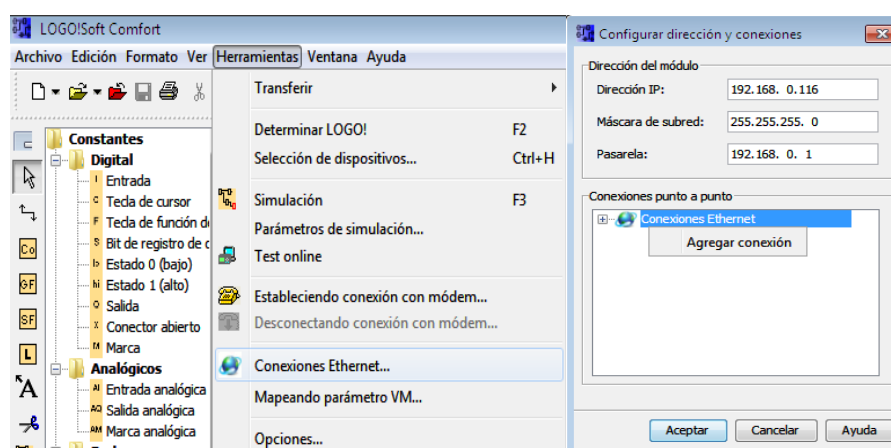 LOGO!Soft Comfort
Archivo Edición Formato Ver Herramientas Ventana Ayuda
Constantes
Digital
Entrada
Tecla de cursor
Tecla de función de
Bit de registro de d
Estado 0 (bajo)
Estado 1 (alto)
Salida
Conector abierto
Marca
Analógicos
Entrada analógica
Salida analógica
Marca analógica
Co
GF
SF
L
A
Transferir
Determinar LOGO! F2
Selección de dispositivos... Ctrl+H
Simulación F3
Parámetros de simulación...
Test online
Estableciendo conexión con módem...
Desconectando conexión con módem...
Conexiones Ethernet...
Mapeando parámetro VM...
Opciones...
Configurar dirección y conexiones
Dirección del módulo
Dirección IP: 192.168. 0.116
Máscara de subred: 255.255.255. 0
Pasarela: 192.168. 0. 1
Conexiones punto a punto
Conexiones Ethernet
Agregar conexión
Aceptar Cancelar Ayuda